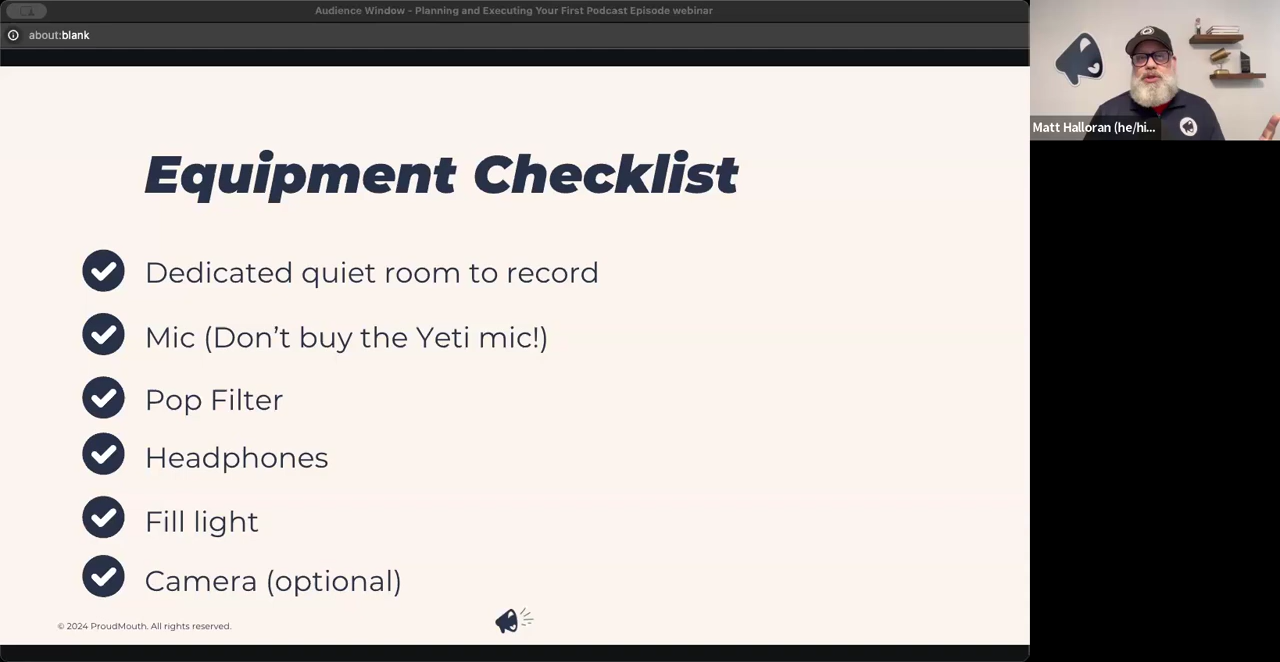 Audience Window - Planning and Executing Your First Podcast Episode webinar
about:blank
Equipment Checklist
Dedicated quiet room to record
Mic (Don’t buy the Yeti mic!)
Pop Filter
Headphones
Fill light
Camera (optional)
© 2024 ProudMouth. All rights reserved.
Matt Halloran (he/hi...